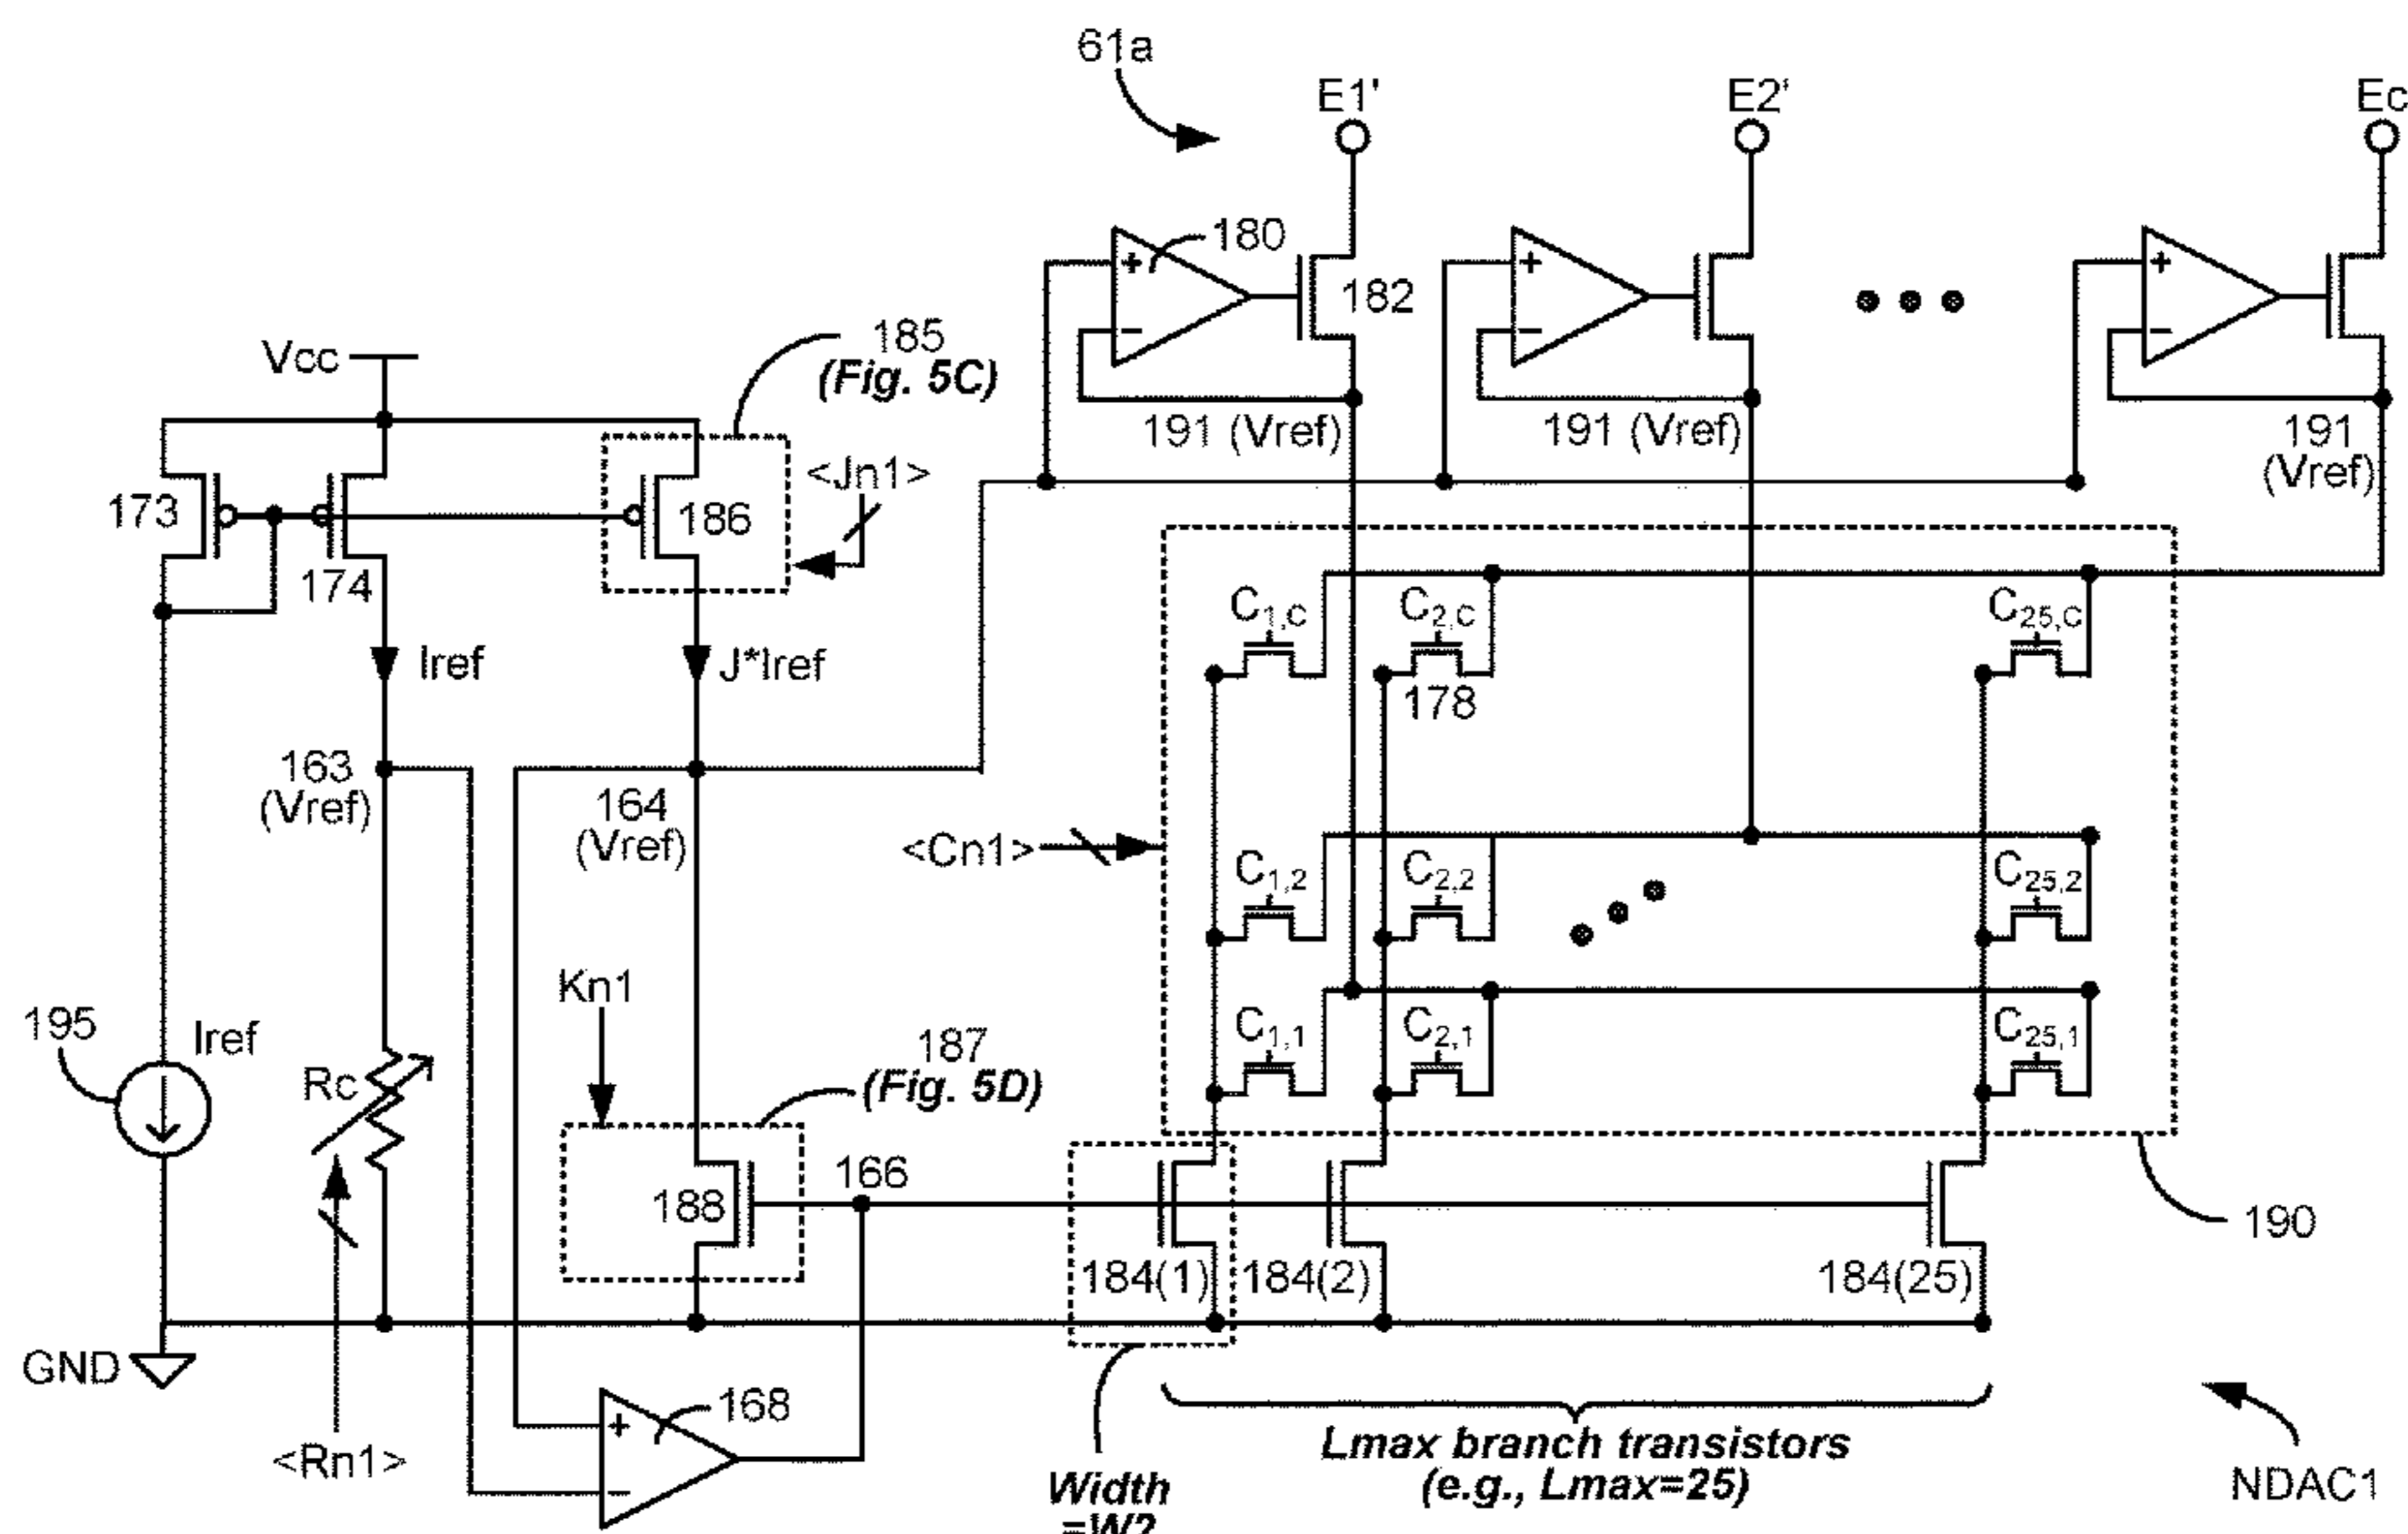 61a
E1'
E2'
Ec
+
180
182
+
+
−
−
−
191 (Vref)
191 (Vref)
191
(Vref)
Vcc
185
(Fig. 5C)
<Jn1>
173
174
186
Iref
J*Iref
163
(Vref)
164
(Vref)
C1,C
C2,C
C25,C
178
<Cn1>
C1,2
C2,2
C25,2
C1,1
C2,1
C25,1
Kn1
187
(Fig. 5D)
195
Iref
Rc
188
166
184(1)
184(2)
184(25)
190
GND
<Rn1>
+
168
−
Width
=W2
Lmax branch transistors
(e.g., Lmax=25)
NDAC1